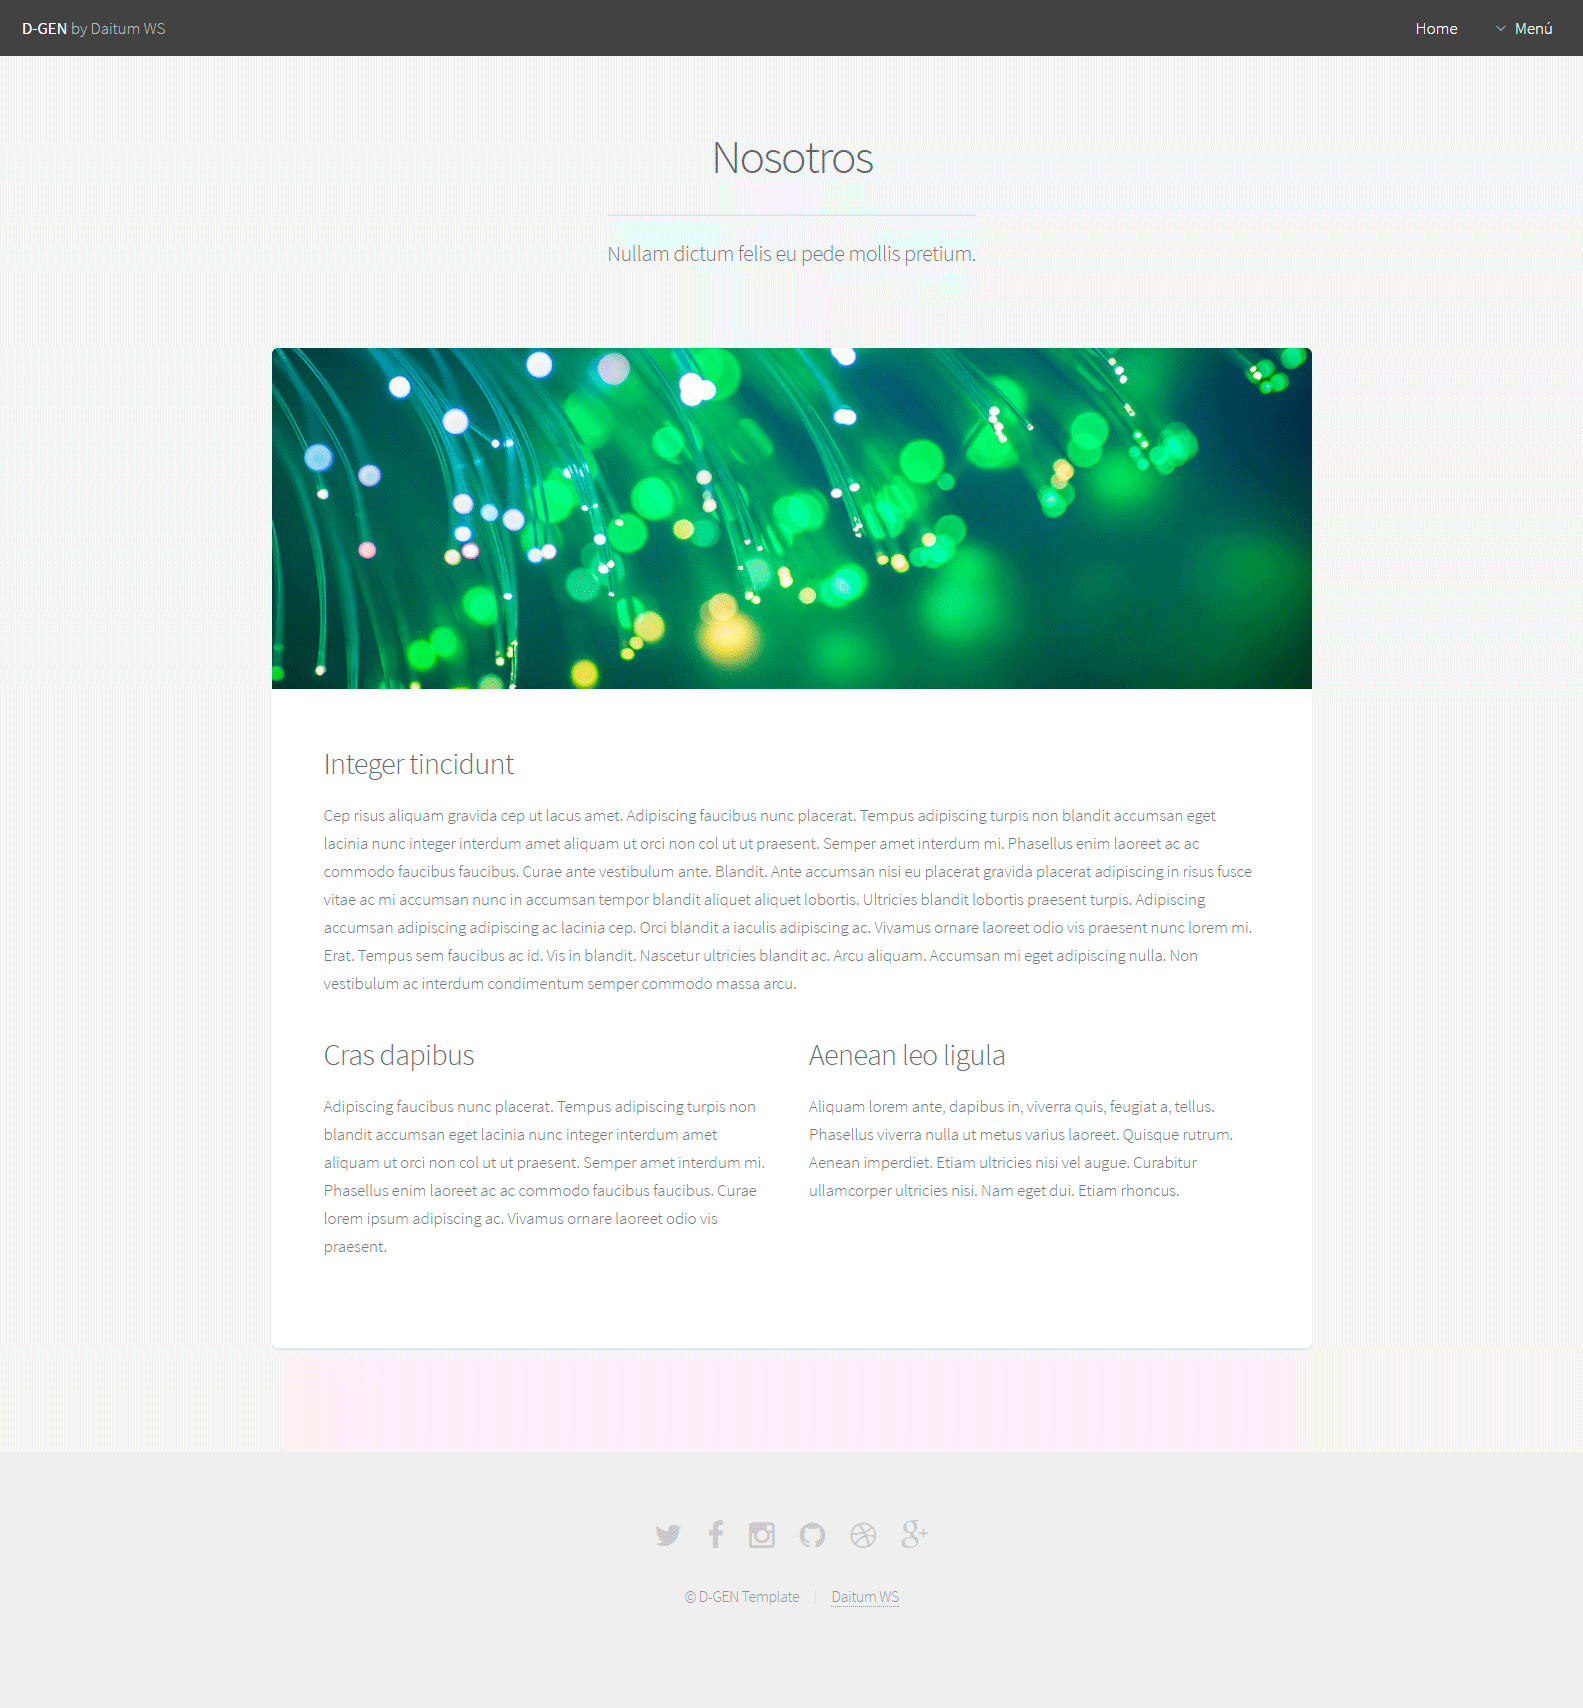 D-GEN by Daitum WS
Home
Menú
Nosotros
Nullam dictum felis eu pede mollis pretium.
Integer tincidunt
Cep risus aliquam gravida cep ut lacus amet. Adipiscing faucibus nunc placerat. Tempus adipiscing turpis non blandit accumsan eget
lacinia nunc integer interdum amet aliquam ut orci non col ut ut praesent. Semper amet interdum mi. Phasellus enim laoreet ac ac
commodo faucibus faucibus. Curae ante vestibulum ante. Blandit. Ante accumsan nisi eu placerat gravida placerat adipiscing in risus fusce
vitae ac mi accumsan nunc in accumsan tempor blandit aliquet aliquet lobortis. Ultricies blandit lobortis praesent turpis. Adipiscing
accumsan adipiscing adipiscing ac lacinia cep. Orci blandit a iaculis adipiscing ac. Vivamus ornare laoreet odio vis praesent nunc lorem mi.
Erat. Tempus sem faucibus ac id. Vis in blandit. Nascetur ultricies blandit ac. Arcu aliquam. Accumsan mi eget adipiscing nulla. Non
vestibulum ac interdum condimentum semper commodo massa arcu.
Cras dapibus
Adipiscing faucibus nunc placerat. Tempus adipiscing turpis non
blandit accumsan eget lacinia nunc integer interdum amet
aliquam ut orci non col ut ut praesent. Semper amet interdum mi.
Phasellus enim laoreet ac ac commodo faucibus faucibus. Curae
lorem ipsum adipiscing ac. Vivamus ornare laoreet odio vis
praesent.
Aenean leo ligula
Aliquam lorem ante, dapibus in, viverra quis, feugiat a, tellus.
Phasellus viverra nulla ut metus varius laoreet. Quisque rutrum.
Aenean imperdiet. Etiam ultricies nisi vel augue. Curabitur
ullamcorper ultricies nisi. Nam eget dui. Etiam rhoncus.
© D-GEN Template
Daitum WS